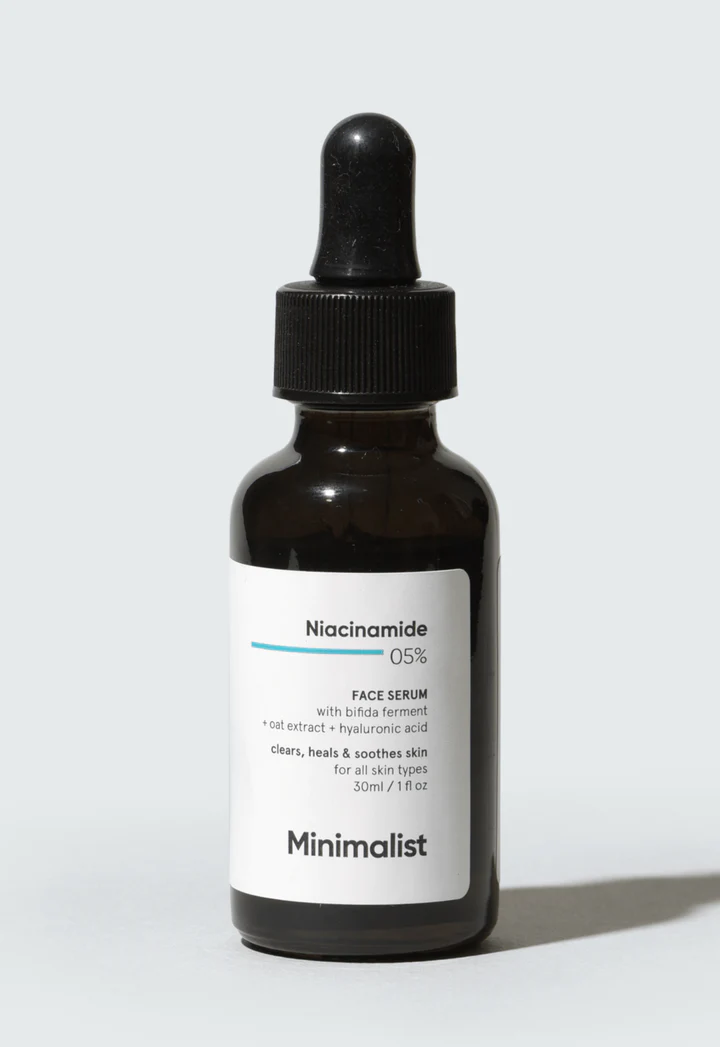 Niacinamide
05%
FACE SERUM
with bifida ferment
+ oat extract + hyaluronic acid
clears, heals & soothes skin
for all skin types
30ml / 1 fl oz
Minimalist